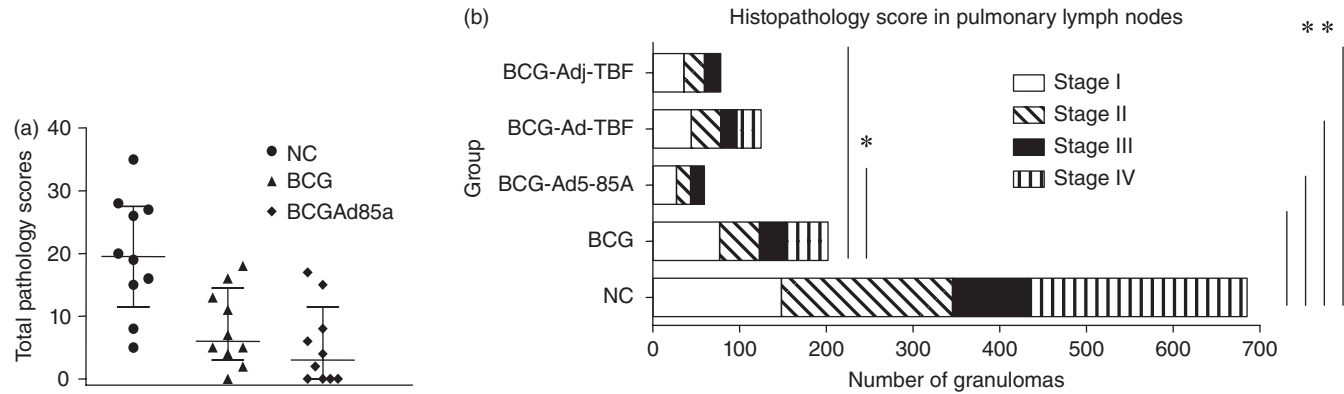 (a)
Total pathology scores
40
30
20
10
0
NC
BCG
BCGAd85a
(b)
Histopathology score in pulmonary lymph nodes
Group
BCG-Adj-TBF
BCG-Ad-TBF
BCG-Ad5-85A
BCG
NC
Stage I
Stage II
Stage III
Stage IV
*
* *
0 100 200 300 400 500 600 700
Number of granulomas